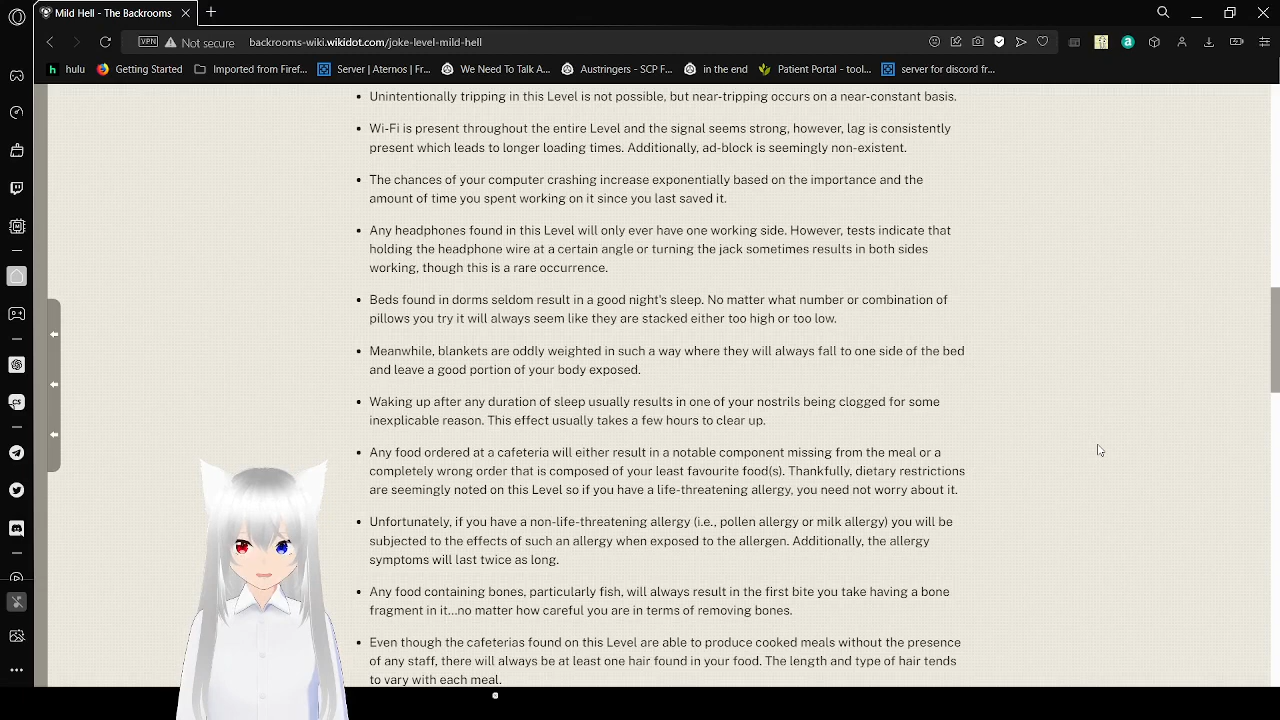 Mild Hell - The Backrooms
VPN Not secure backrooms-wiki.wikidot.com/joke-level-mild-hell
hulu Getting Started Imported from Firef... Server | Aternos | Fr... We Need To Talk A... Austringers - SCP F... in the end Patient Portal - tool... server for discord fr...
Unintentionally tripping in this Level is not possible, but near-tripping occurs on a near-constant basis.
Wi-Fi is present throughout the entire Level and the signal seems strong, however, lag is consistently
present which leads to longer loading times. Additionally, ad-block is seemingly non-existent.
The chances of your computer crashing increase exponentially based on the importance and the
amount of time you spent working on it since you last saved it.
Any headphones found in this Level will only ever have one working side. However, tests indicate that
holding the headphone wire at a certain angle or turning the jack sometimes results in both sides
working, though this is a rare occurrence.
Beds found in dorms seldom result in a good night's sleep. No matter what number or combination of
pillows you try it will always seem like they are stacked either too high or too low.
Meanwhile, blankets are oddly weighted in such a way where they will always fall to one side of the bed
and leave a good portion of your body exposed.
Waking up after any duration of sleep usually results in one of your nostrils being clogged for some
inexplicable reason. This effect usually takes a few hours to clear up.
Any food ordered at a cafeteria will either result in a notable component missing from the meal or a
completely wrong order that is composed of your least favourite food(s). Thankfully, dietary restrictions
are seemingly noted on this Level so if you have a life-threatening allergy, you need not worry about it.
Unfortunately, if you have a non-life-threatening allergy (i.e., pollen allergy or milk allergy) you will be
subjected to the effects of such an allergy when exposed to the allergen. Additionally, the allergy
symptoms will last twice as long.
Any food containing bones, particularly fish, will always result in the first bite you take having a bone
fragment in it...no matter how careful you are in terms of removing bones.
Even though the cafeterias found on this Level are able to produce cooked meals without the presence
of any staff, there will always be at least one hair found in your food. The length and type of hair tends
to vary with each meal.